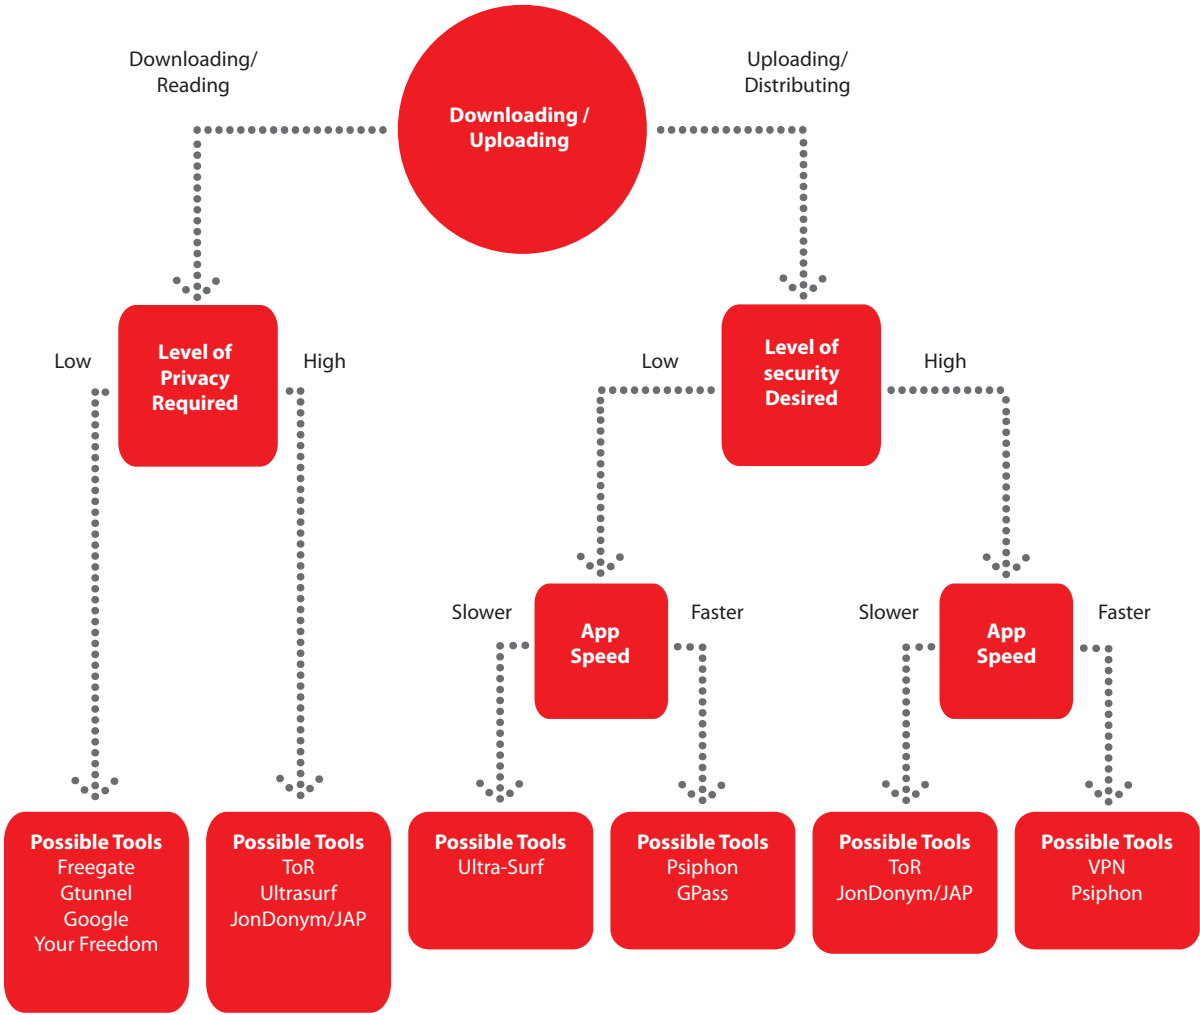 Downloading/
Reading
Downloading /
Uploading
Uploading/
Distributing
Low
Level of
Privacy
Required
High
Low
Level of
security
Desired
High
Slower
App
Speed
Faster
Slower
App
Speed
Faster
Possible Tools
Freegate
Gtunnel
Google
Your Freedom
Possible Tools
ToR
Ultrasurf
JonDonym/JAP
Possible Tools
Ultra-Surf
Possible Tools
Psiphon
GPass
Possible Tools
ToR
JonDonym/JAP
Possible Tools
VPN
Psiphon